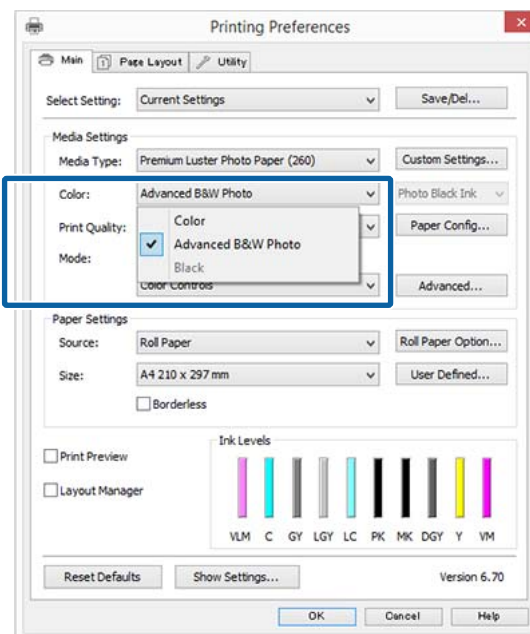 Printing Preferences
Main Page Layout Utility
Select Setting: Current Settings Save/Del...
Media Settings
Media Type: Premium Luster Photo Paper (260) Custom Settings...
Color: Advanced B&W Photo Photo Black Ink
Print Quality: Color Paper Config...
Advanced B&W Photo
Mode: Black
Color Controls Advanced...
Paper Settings
Source: Roll Paper Roll Paper Option...
Size: A4 210 x 297 mm User Defined...
Borderless
Ink Levels
Print Preview
Layout Manager
VLM C GY LGY LC PK MK DGY Y VM
Reset Defaults Show Settings... Version 6.70
OK Cancel Help